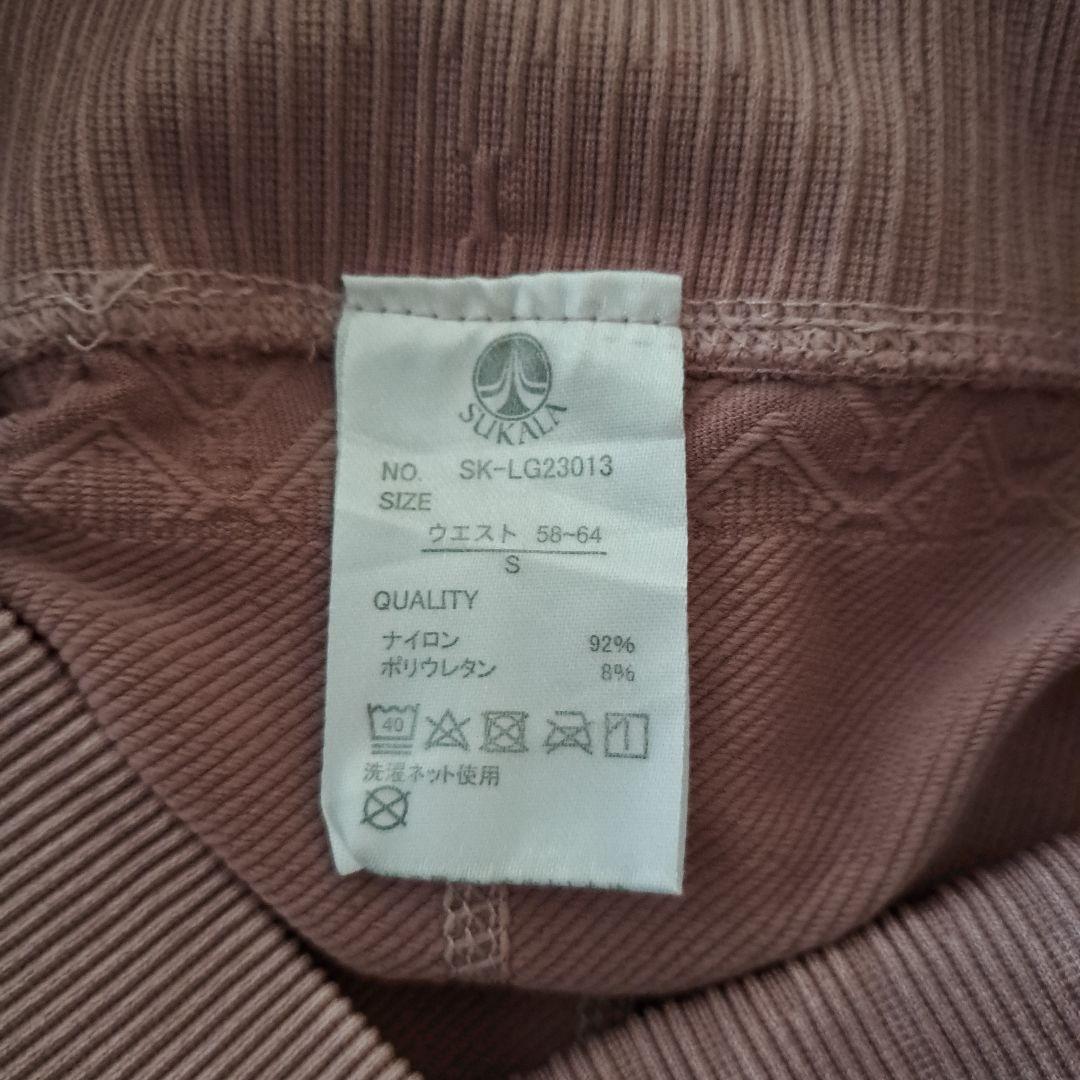 SUKALA
NO. SK-LG23013
SIZE
ウエスト 58~64
S
QUALITY
ナイロン 92%
ポリウレタン 8%
40
洗濯ネット使用